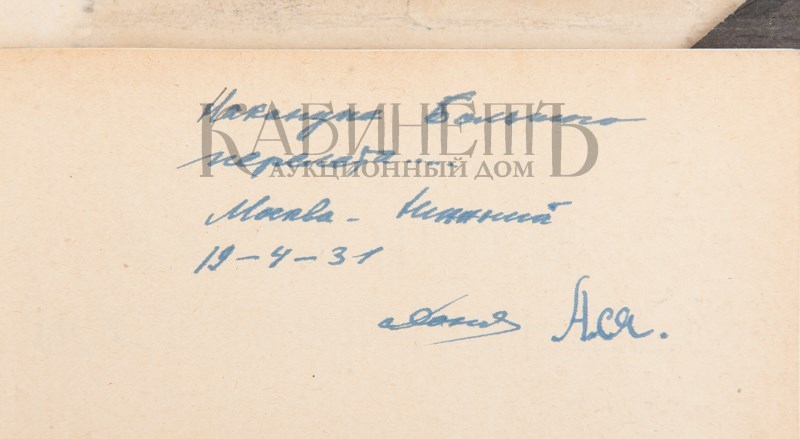 Накануне Большого
перелета....
КАБИНЕТЪ
АУКЦИОННЫЙ ДОМ
Москва - Нижний
19-4-31
Ася.